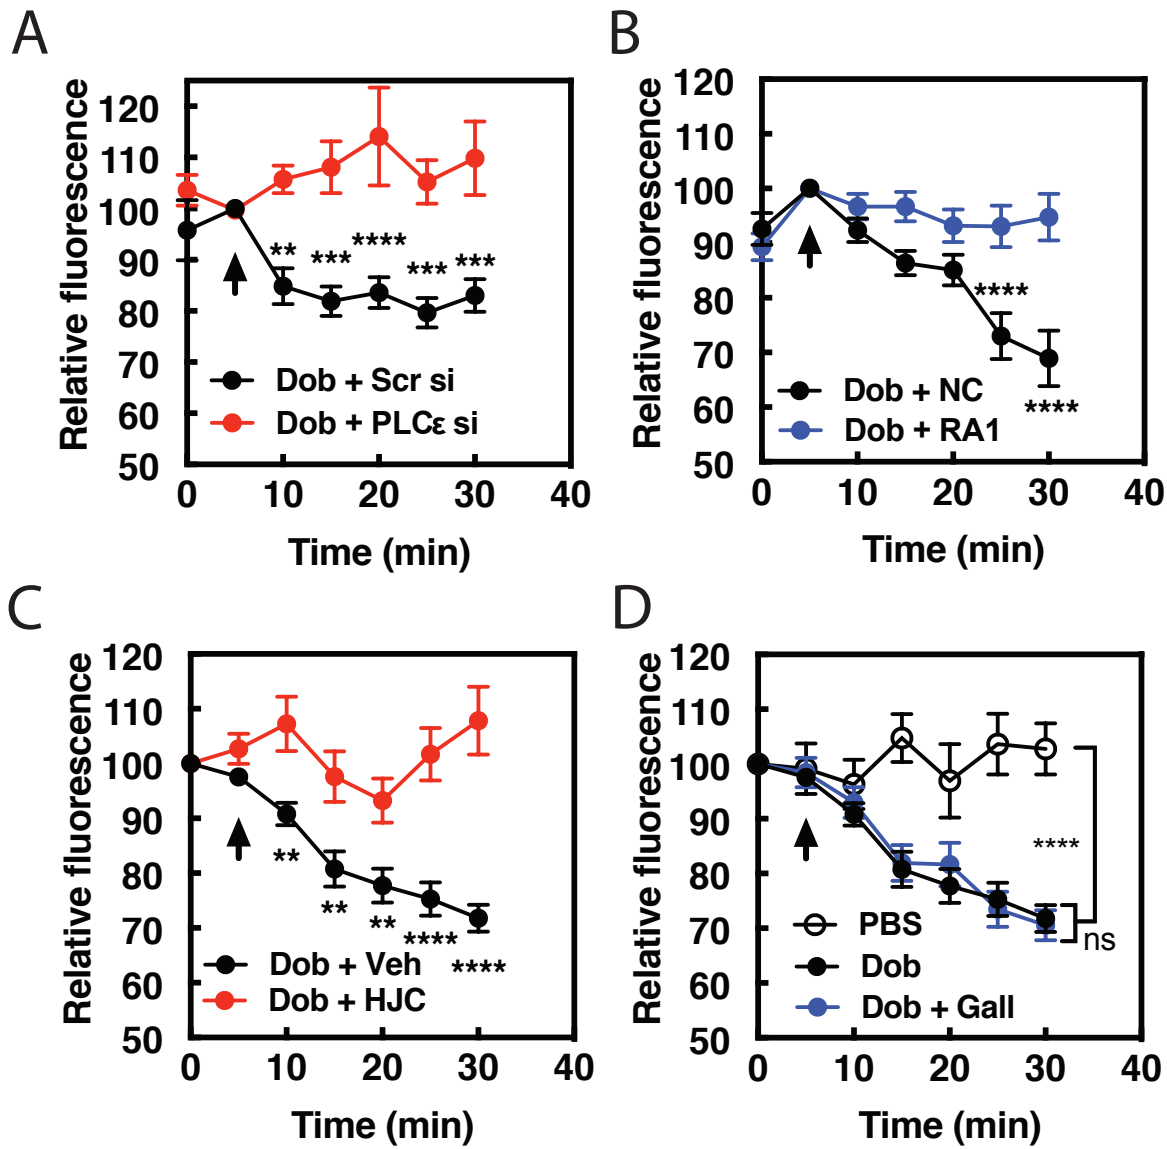 A
Relative fluorescence
120
110
100
90
80
70
60
50
** *** **** *** ***
Dob + Scr si
Dob + PLCε si
0 10 20 30 40
Time (min)
B
Relative fluorescence
120
110
100
90
80
70
60
50
****
****
Dob + NC
Dob + RA1
0 10 20 30 40
Time (min)
C
Relative fluorescence
120
110
100
90
80
70
60
50
** ** ** **** ****
Dob + Veh
Dob + HJC
0 10 20 30 40
Time (min)
D
Relative fluorescence
120
110
100
90
80
70
60
50
****
ns
PBS
Dob
Dob + Gall
0 10 20 30 40
Time (min)